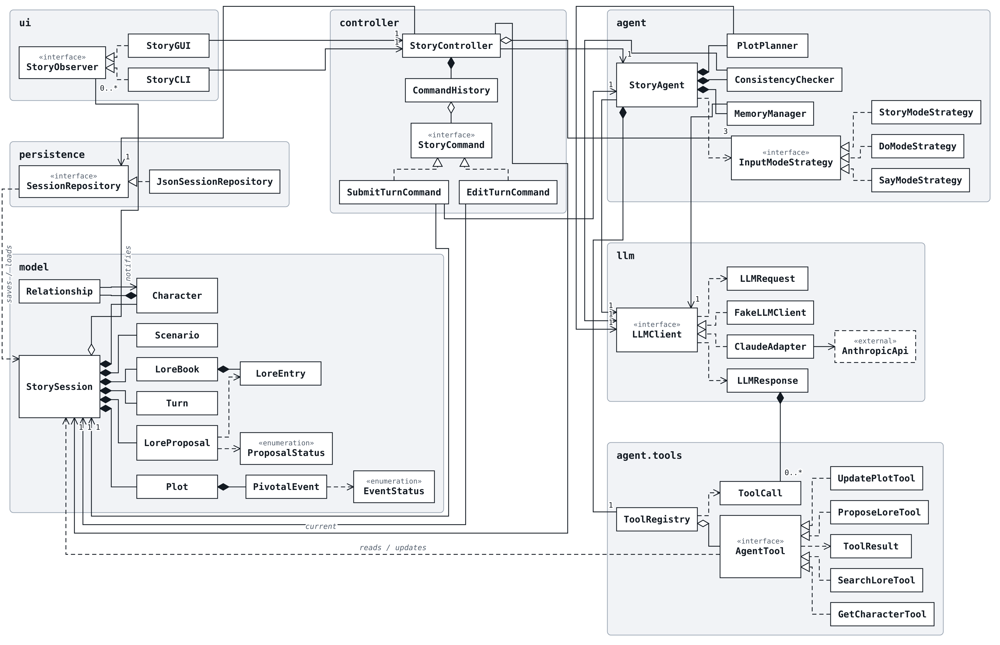 ui
«interface»
StoryObserver
StoryGUI
StoryCLI
0..*
controller
1
1
StoryController
CommandHistory
«interface»
StoryCommand
SubmitTurnCommand
EditTurnCommand
agent
1
1
StoryAgent
PlotPlanner
ConsistencyChecker
MemoryManager
3
«interface»
InputModeStrategy
StoryModeStrategy
DoModeStrategy
SayModeStrategy
persistence
1
«interface»
SessionRepository
JsonSessionRepository
saves / loads
notifies
model
Relationship
Character
Scenario
LoreBook
LoreEntry
StorySession
Turn
LoreProposal
«enumeration»
ProposalStatus
Plot
PivotalEvent
«enumeration»
EventStatus
1
1
1
current
reads / updates
llm
1
1
1
1
«interface»
LLMClient
LLMRequest
FakeLLMClient
ClaudeAdapter
«external»
AnthropicApi
LLMResponse
agent.tools
0..*
1
ToolRegistry
ToolCall
«interface»
AgentTool
UpdatePlotTool
ProposeLoreTool
ToolResult
SearchLoreTool
GetCharacterTool